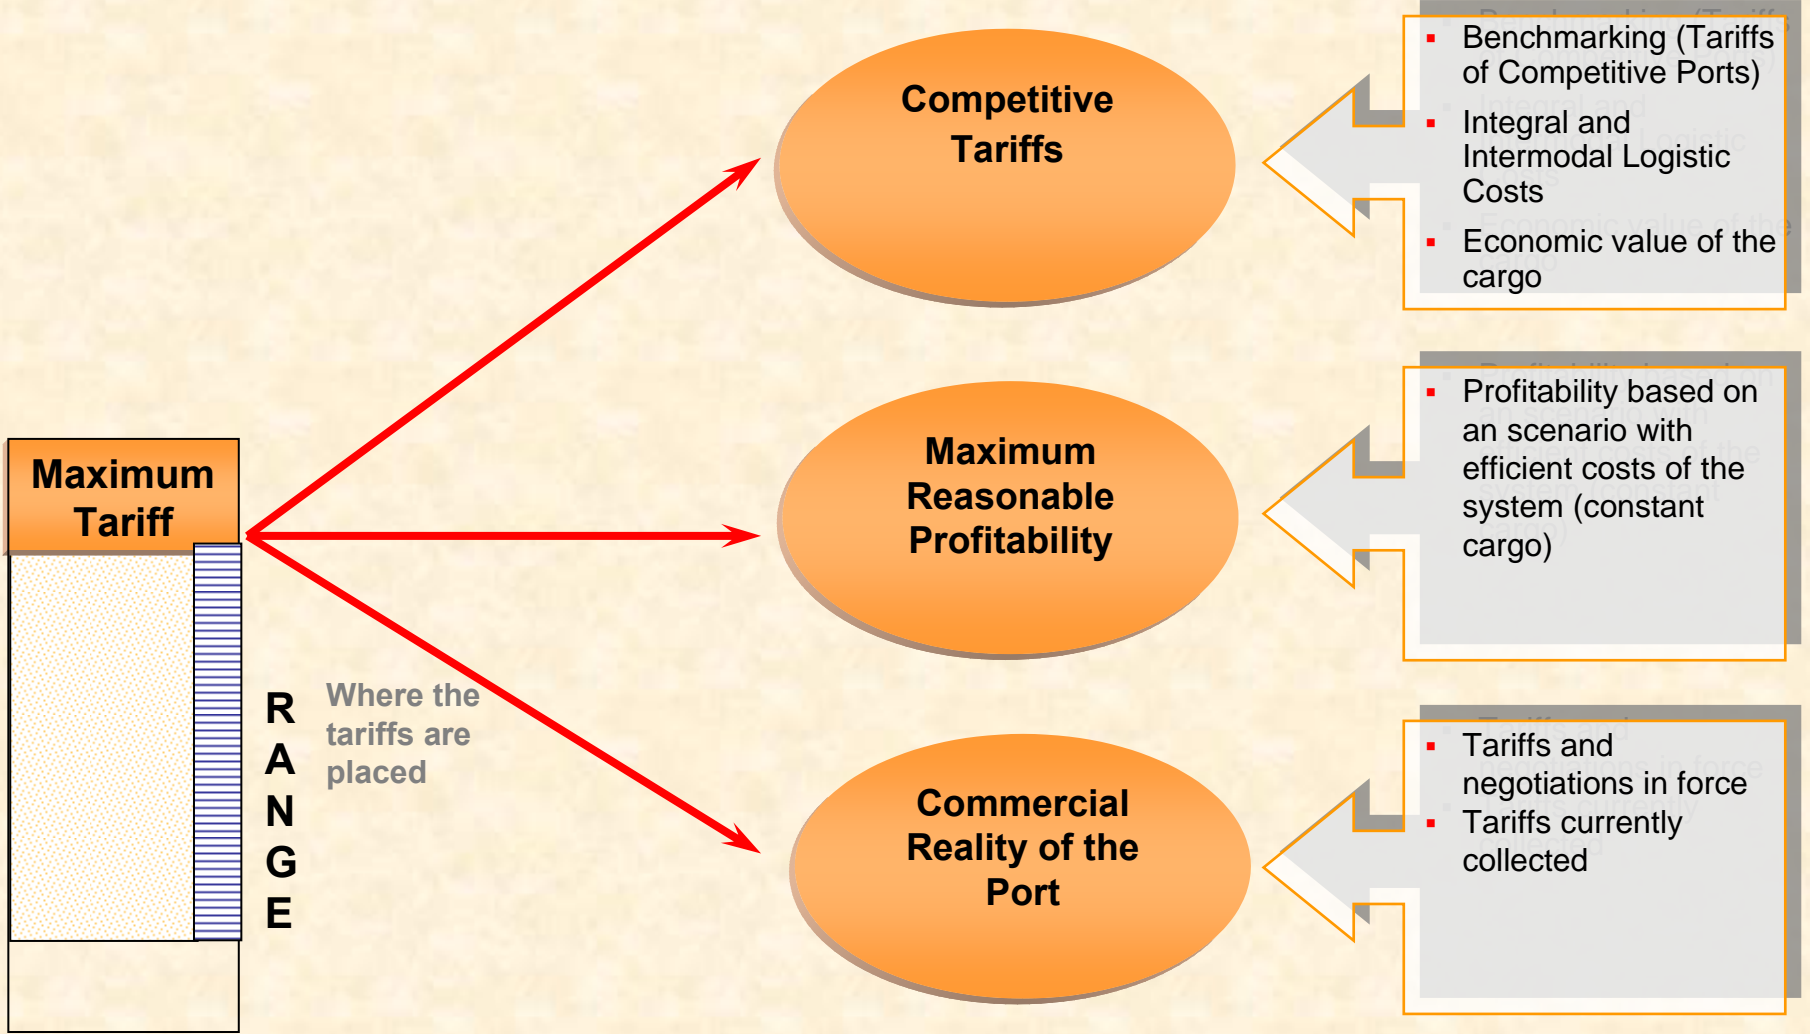 Maximum
Tariff
R
A
N
G
E
Where the
tariffs are
placed
Competitive
Tariffs
▪ Benchmarking (Tariffs
of Competitive Ports)
▪ Integral and
Intermodal Logistic
Costs
▪ Economic value of the
cargo
Maximum
Reasonable
Profitability
▪ Profitability based on
an scenario with
efficient costs of the
system (constant
cargo)
Commercial
Reality of the
Port
▪ Tariffs and
negotiations in force
▪ Tariffs currently
collected